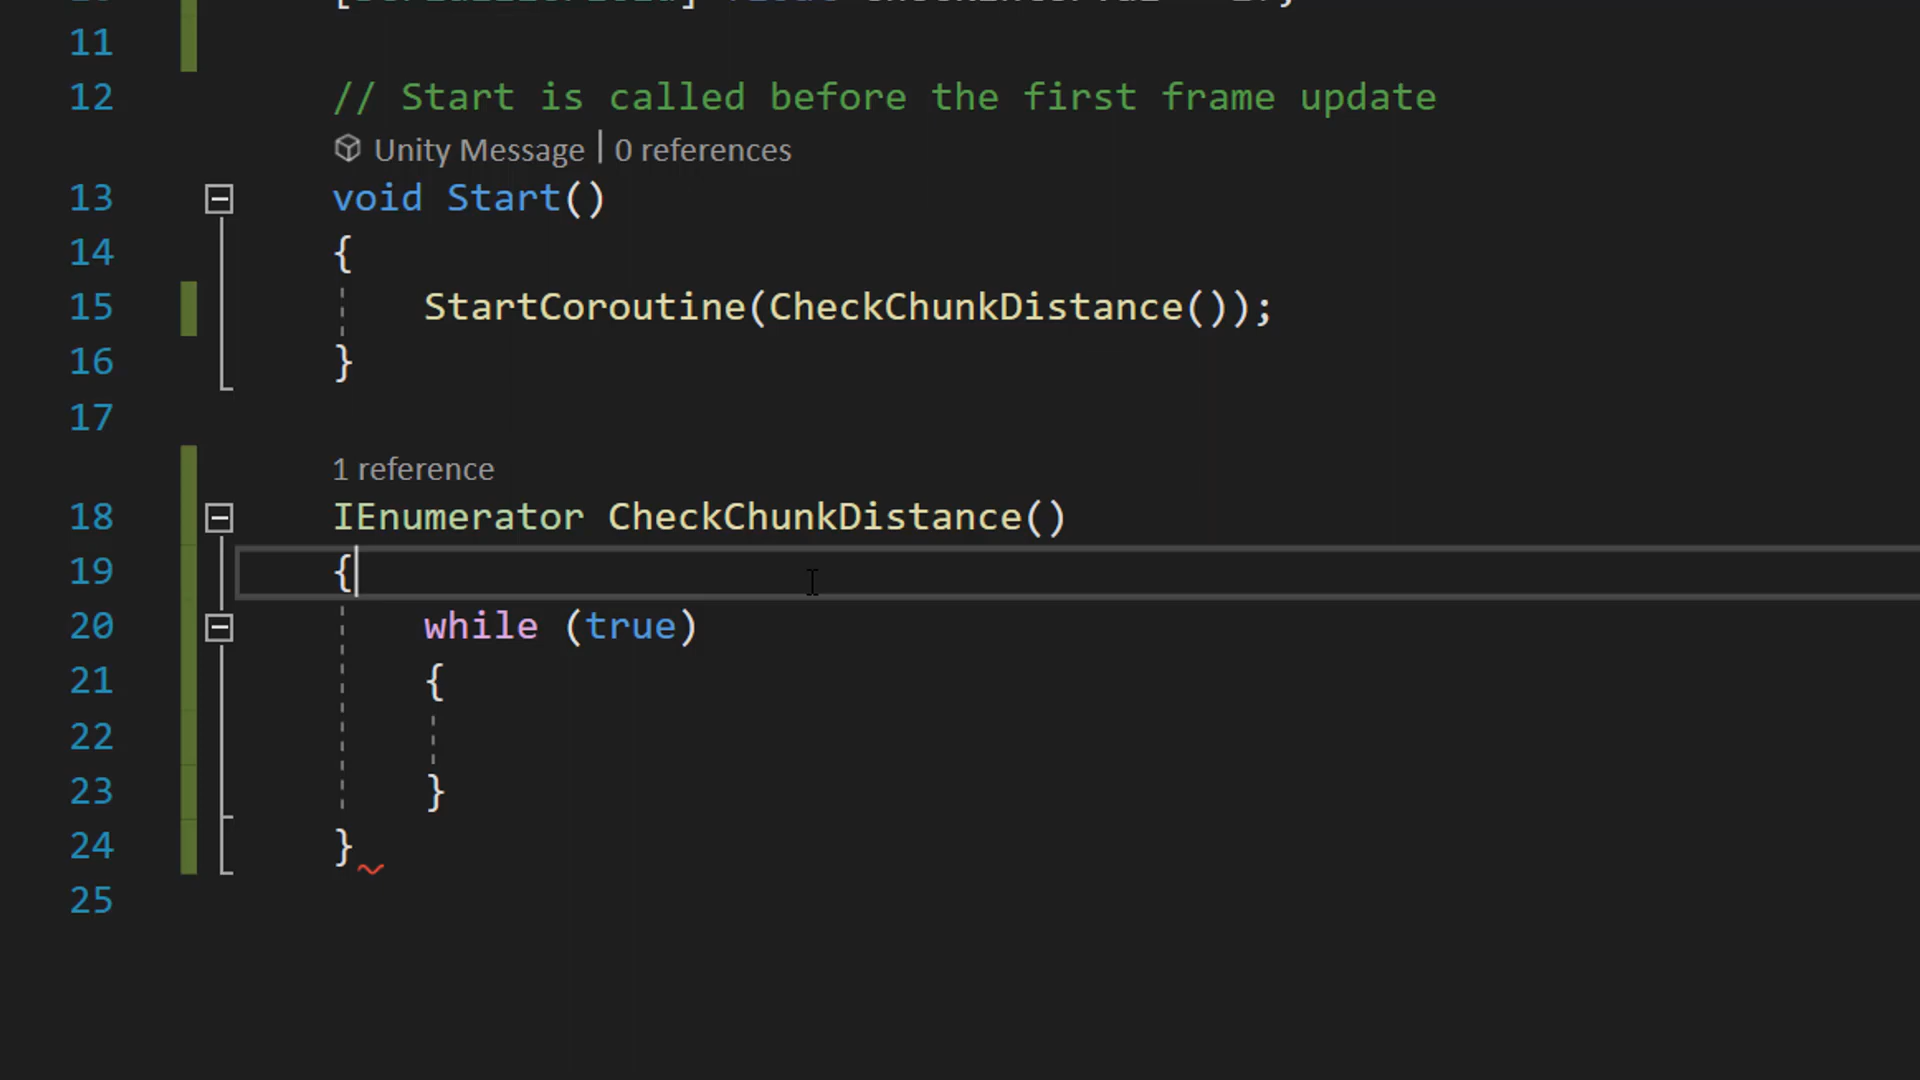 11
12 // Start is called before the first frame update
Unity Message | 0 references
13 void Start()
14 {
15 StartCoroutine(CheckChunkDistance());
16 }
17
1 reference
18 IEnumerator CheckChunkDistance()
19 {
20 while (true)
21 {
22
23 }
24 }
25